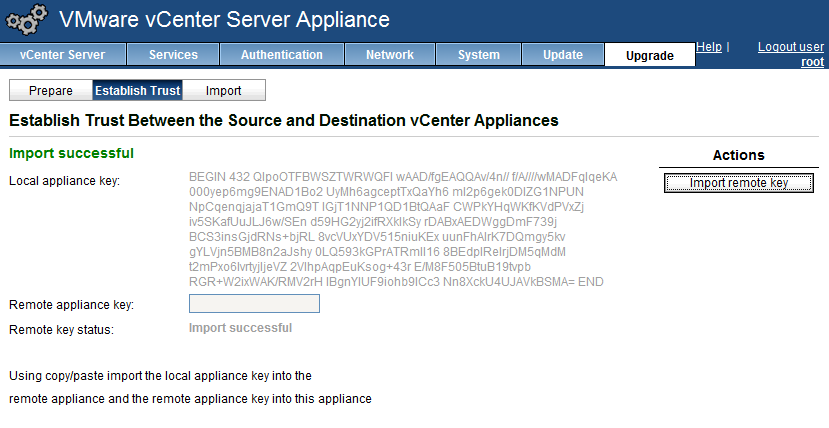 VMware vCenter Server Appliance
vCenter Server Services Authentication Network System Update Upgrade Help | Logout user root
Prepare Establish Trust Import
Establish Trust Between the Source and Destination vCenter Appliances
Import successful
Actions
Import remote key
Local appliance key:
BEGIN 432 QlpoOTFBWSZTWRWQFl wAAD/fgEAQQAv/4n// f/A////wMADFqlqeKA
000yep6mg9ENAD1Bo2 UyMh6agceptTxQaYh6 mI2p6gek0DIZG1NPUN
NpCqenqjajaT1GmQ9T IGjT1NNP1QD1BtQAaF CWPkYHqWKfKVdPVxZj
iv5SKafUuJLJ6w/SEn d59HG2yj2ifRXkIkSy rDABxAEDWggDmF739j
BCS3insGjdRNs+bjRL 8vcVUxYDV515niuKEx uunFhAlrK7DQmgy5kv
gYLVjn5BMB8n2aJshy 0LQ593kGPrATRmll16 8BEdplRelrjDM5qMdM
t2mPxo6lvrtyjljeVZ 2VlhpAqpEuKsog+43r E/M8F505BtuB19tvpb
RGR+W2ixWAK/RMV2rH lBgnYlUF9iohb9lCc3 Nn8XckU4UJAVkBSMA= END
Remote appliance key:
Remote key status: Import successful
Using copy/paste import the local appliance key into the
remote appliance and the remote appliance key into this appliance